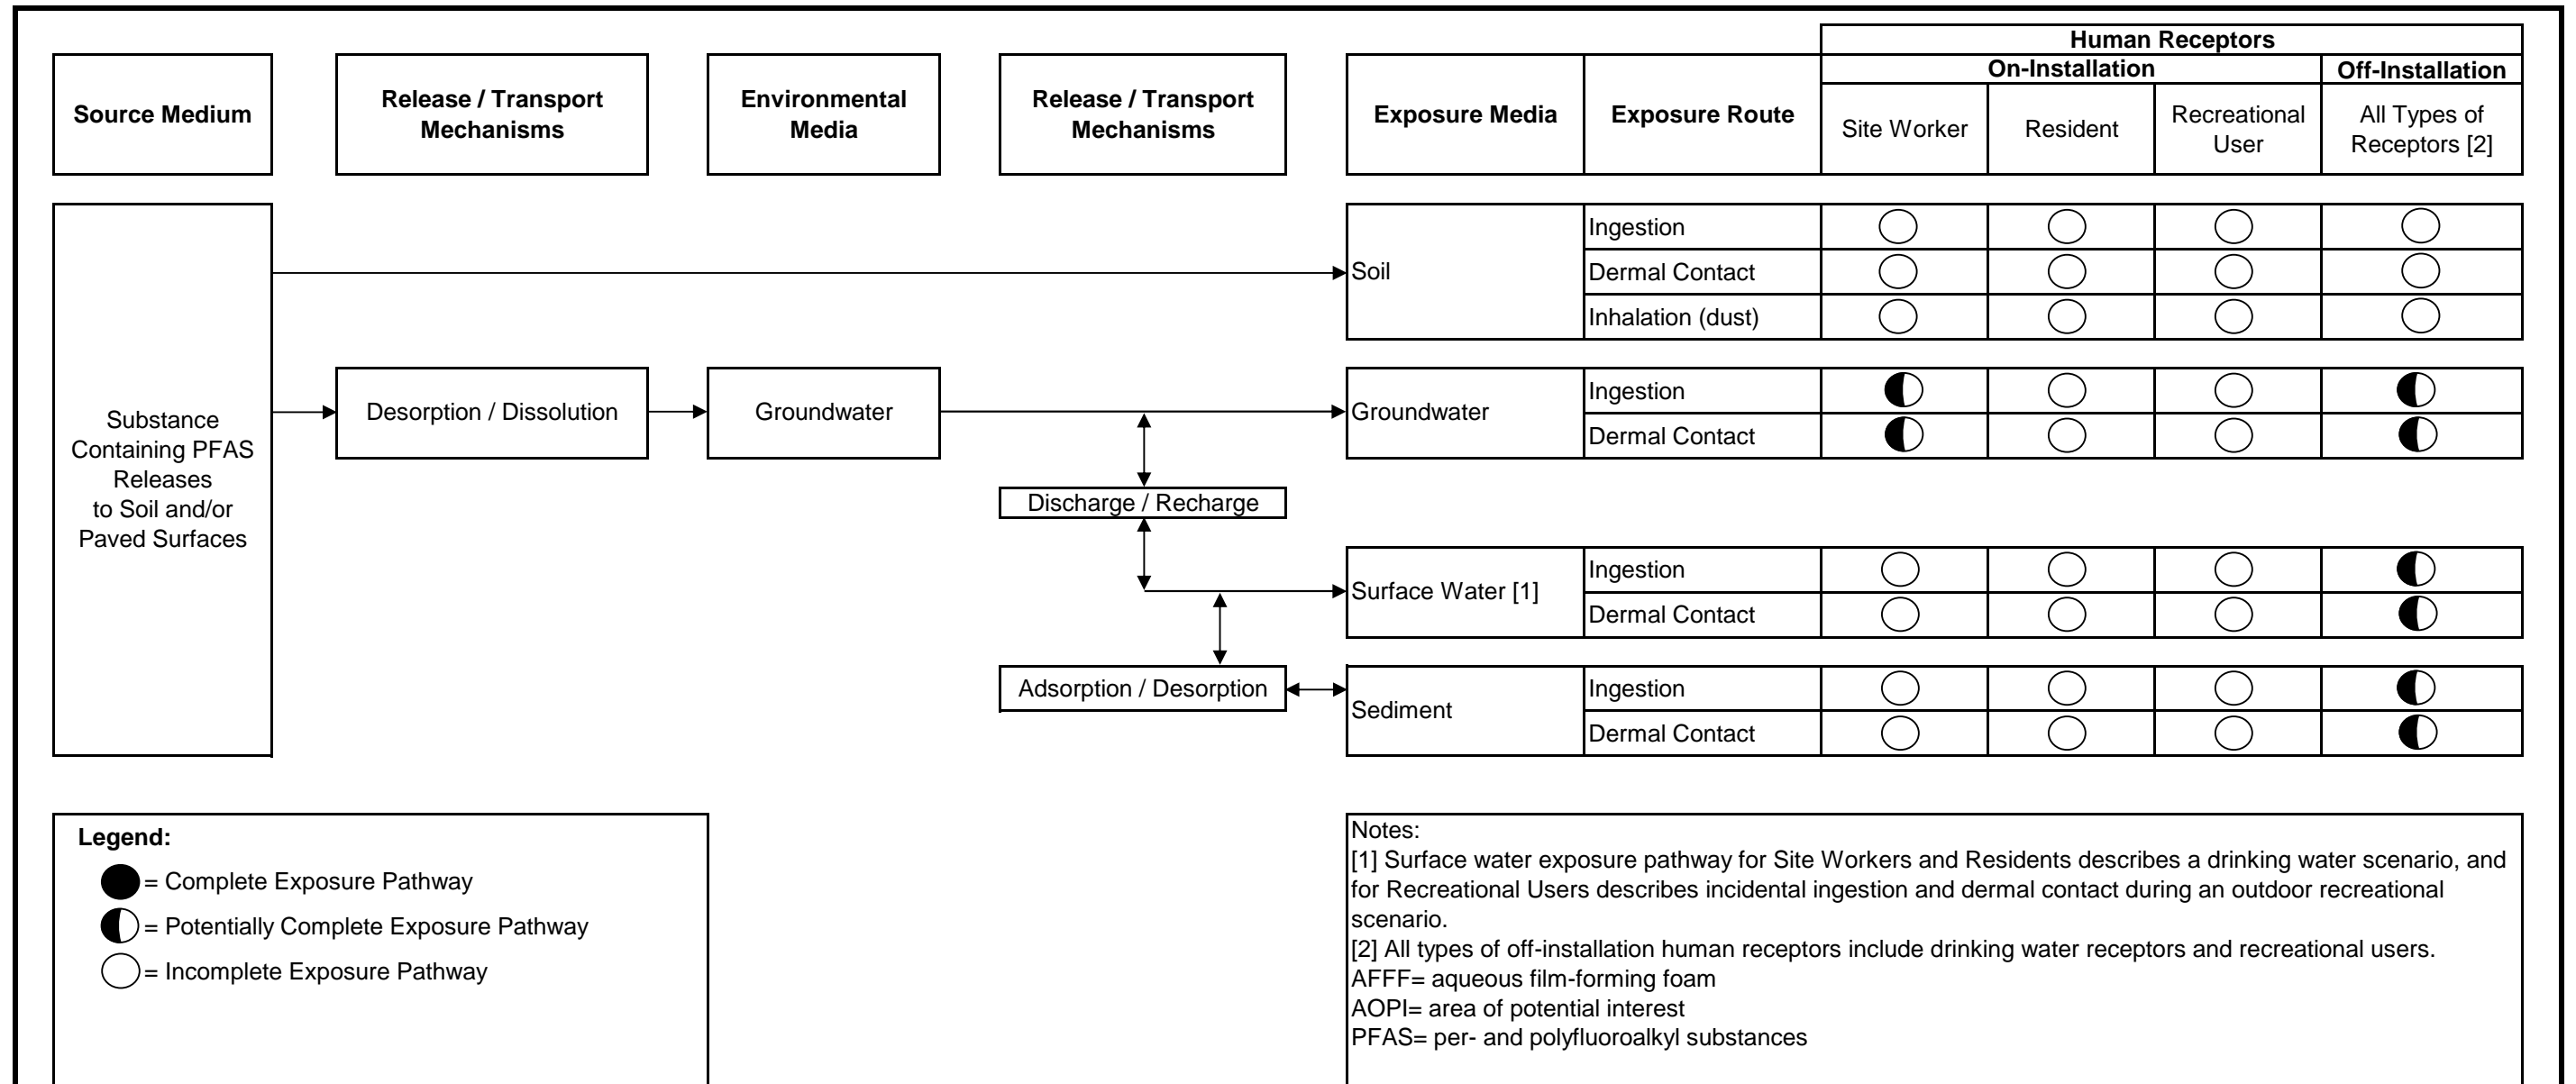 Human Receptors
On-Installation
Off-Installation
Source Medium
Release / Transport
Mechanisms
Environmental
Media
Release / Transport
Mechanisms
Exposure Media
Exposure Route
Site Worker
Resident
Recreational
User
All Types of
Receptors [2]
Substance
Containing PFAS
Releases
to Soil and/or
Paved Surfaces
Soil
Ingestion
Dermal Contact
Inhalation (dust)
Desorption / Dissolution
Groundwater
Groundwater
Ingestion
Dermal Contact
Discharge / Recharge
Surface Water [1]
Ingestion
Dermal Contact
Adsorption / Desorption
Sediment
Ingestion
Dermal Contact
Legend:
= Complete Exposure Pathway
= Potentially Complete Exposure Pathway
= Incomplete Exposure Pathway
Notes:
[1] Surface water exposure pathway for Site Workers and Residents describes a drinking water scenario, and
for Recreational Users describes incidental ingestion and dermal contact during an outdoor recreational
scenario.
[2] All types of off-installation human receptors include drinking water receptors and recreational users.
AFFF= aqueous film-forming foam
AOPI= area of potential interest
PFAS= per- and polyfluoroalkyl substances